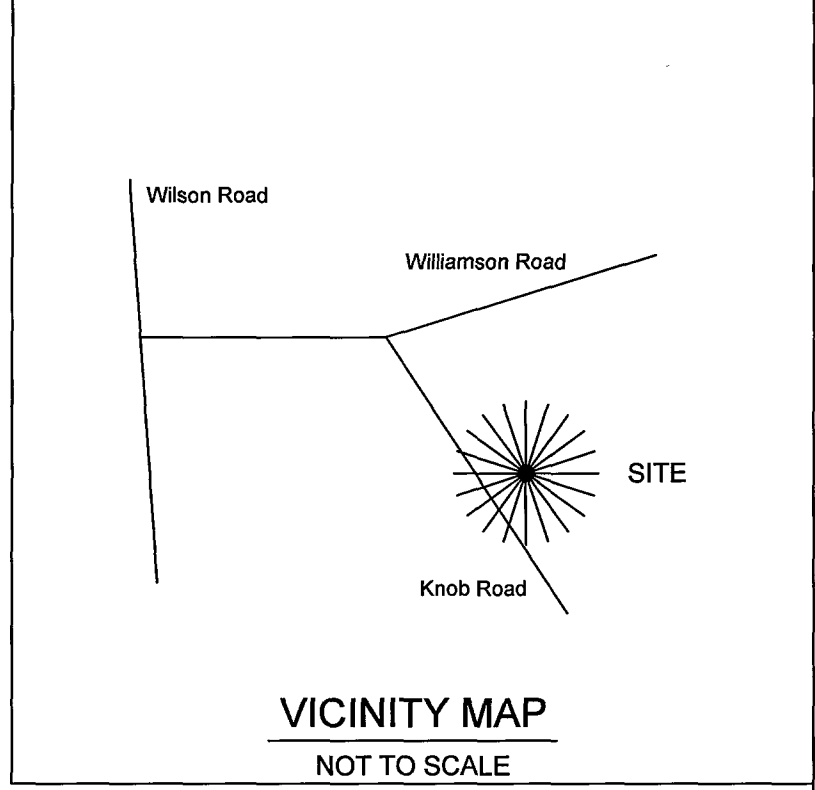 Wilson Road
Williamson Road
SITE
Knob Road
VICINITY MAP
NOT TO SCALE